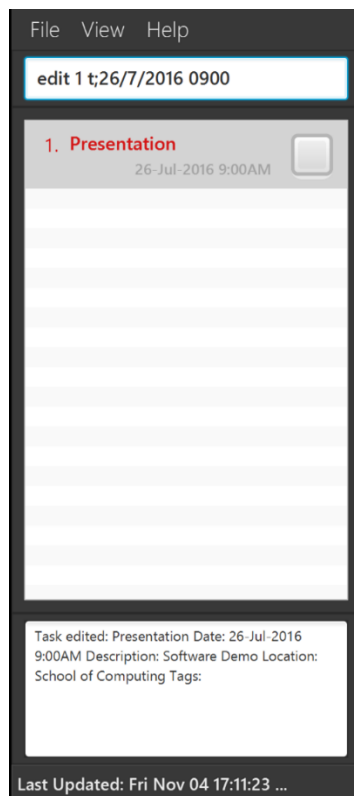 File View Help
edit 1 t;26/7/2016 0900
1. Presentation
26-Jul-2016 9:00AM
Task edited: Presentation Date: 26-Jul-2016
9:00AM Description: Software Demo Location:
School of Computing Tags:
Last Updated: Fri Nov 04 17:11:23 ...